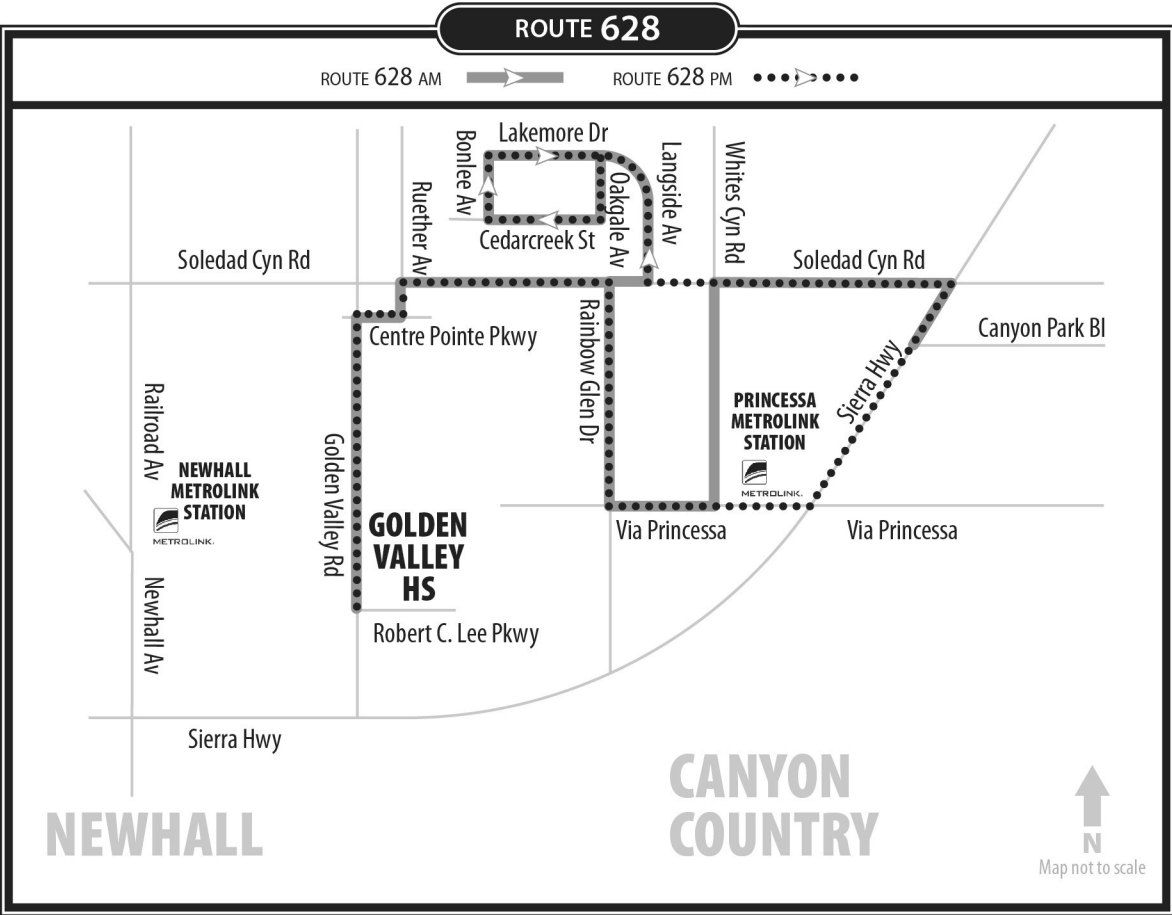 ROUTE 628
ROUTE 628 AM
ROUTE 628 PM
Lakemore Dr
Bonlee Av
Langside Av
Whites Cyn Rd
Ruether Av
Oakgale Av
Cedarcreek St
Soledad Cyn Rd
Soledad Cyn Rd
Centre Pointe Pkwy
Rainbow Glen Dr
Canyon Park Bl
Sierra Hwy
Railroad Av
PRINCESSA
METROLINK
STATION
METROLINK.
Golden Valley Rd
NEWHALL
METROLINK
STATION
METROLINK.
GOLDEN
VALLEY
HS
Via Princessa
Via Princessa
Newhall Av
Robert C. Lee Pkwy
Sierra Hwy
CANYON
COUNTRY
NEWHALL
N
Map not to scale